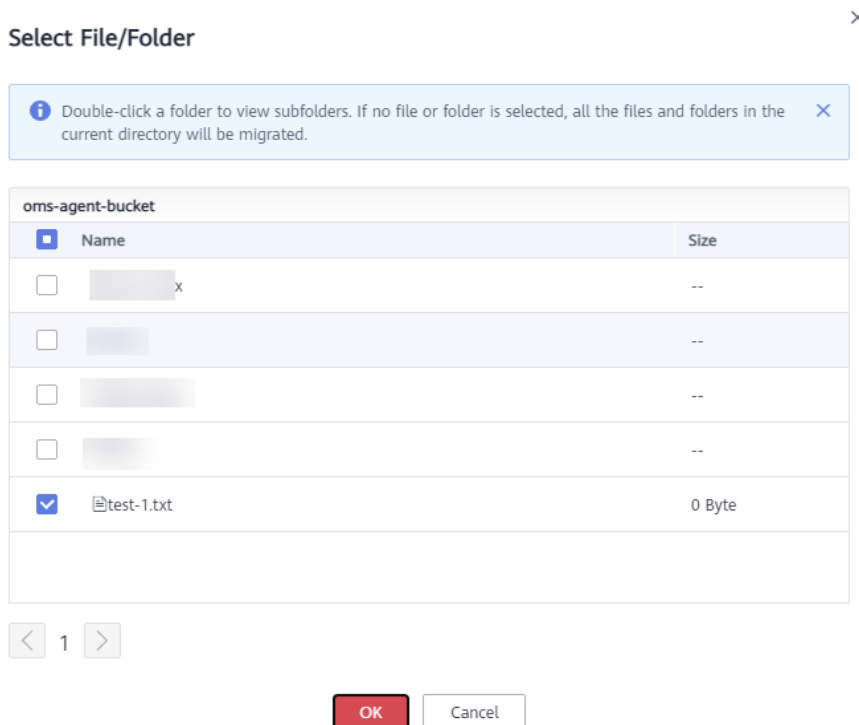 Select File/Folder
Double-click a folder to view subfolders. If no file or folder is selected, all the files and folders in the
current directory will be migrated.
oms-agent-bucket
Name Size
x --
--
--
--
test-1.txt 0 Byte
1
OK Cancel